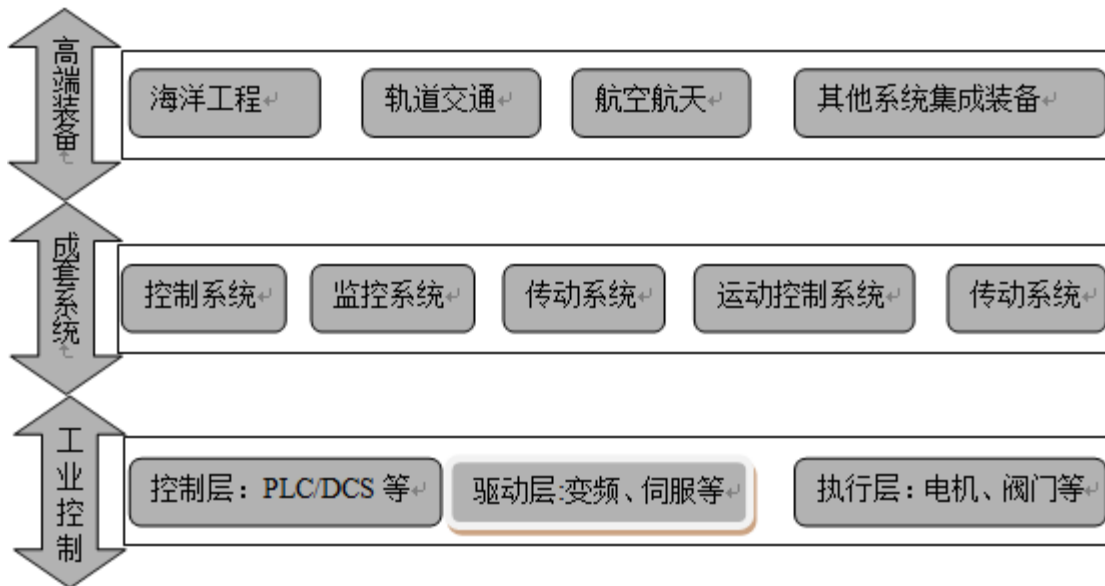 高端装备
海洋工程
轨道交通
航空航天
其他系统集成装备
成套系统
控制系统
监控系统
传动系统
运动控制系统
传动系统
工业控制
控制层：PLC/DCS 等
驱动层:变频、伺服等
执行层：电机、阀门等